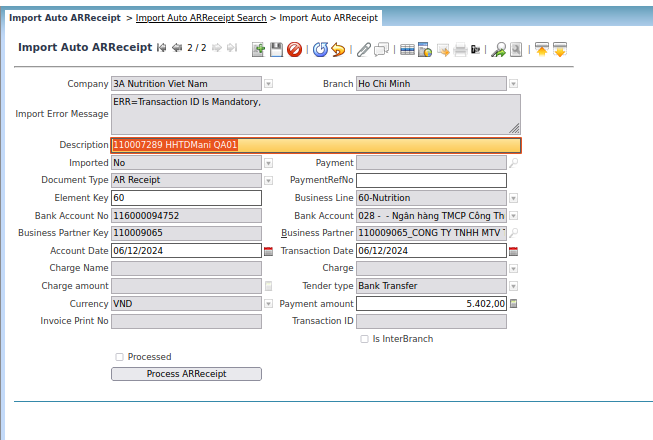 Import Auto ARReceipt > Import Auto ARReceipt Search > Import Auto ARReceipt
Import Auto ARReceipt 2 / 2
Company 3A Nutrition Viet Nam Branch Ho Chi Minh
Import Error Message ERR=Transaction ID Is Mandatory,
Description 110007289 HHTDMani QA01
Imported No Payment
Document Type AR Receipt PaymentRefNo
Element Key 60 Business Line 60-Nutrition
Bank Account No 116000094752 Bank Account 028 - - Ngân hàng TMCP Công Th
Business Partner Key 110009065 Business Partner 110009065_CONG TY TNHH MTV
Account Date 06/12/2024 Transaction Date 06/12/2024
Charge Name Charge
Charge amount Tender type Bank Transfer
Currency VND Payment amount 5.402,00
Invoice Print No Transaction ID
Is InterBranch
Processed
Process ARReceipt